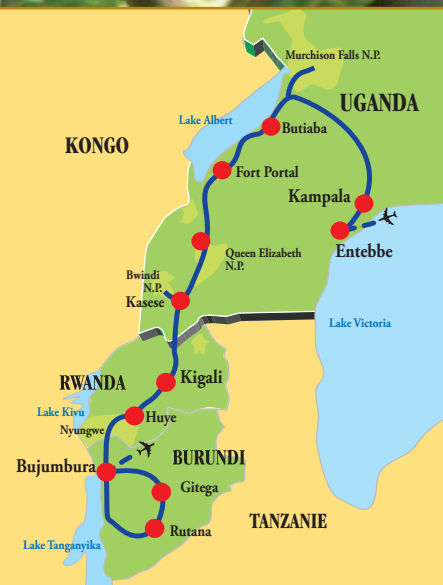 Murchison Falls N.P.
UGANDA
Lake Albert
Butiaba
KONGO
Fort Portal
Kampala
Entebbe
Queen Elizabeth
N.P.
Bwindi
N.P.
Kasese
Lake Victoria
RWANDA
Kigali
Lake Kivu
Huye
Nyungwe
BURUNDI
Bujumbura
Gitega
TANZANIE
Rutana
Lake Tanganyika